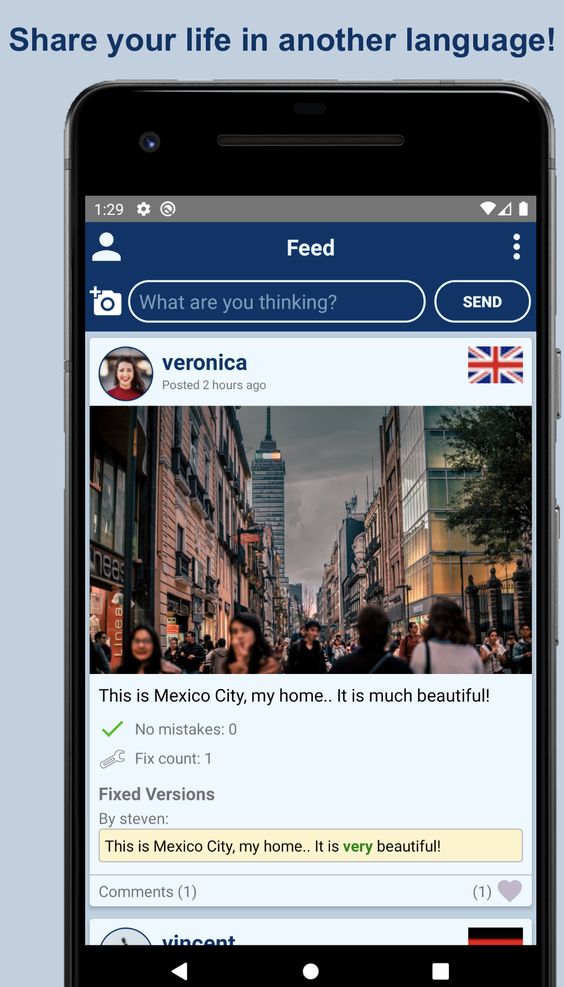 Share your life in another language!
1:29
Feed
What are you thinking?
SEND
veronica
Posted 2 hours ago
Lineas
This is Mexico City, my home.. It is much beautiful!
No mistakes: 0
Fix count: 1
Fixed Versions
By steven:
This is Mexico City, my home.. It is very beautiful!
Comments (1)
(1)
vincent